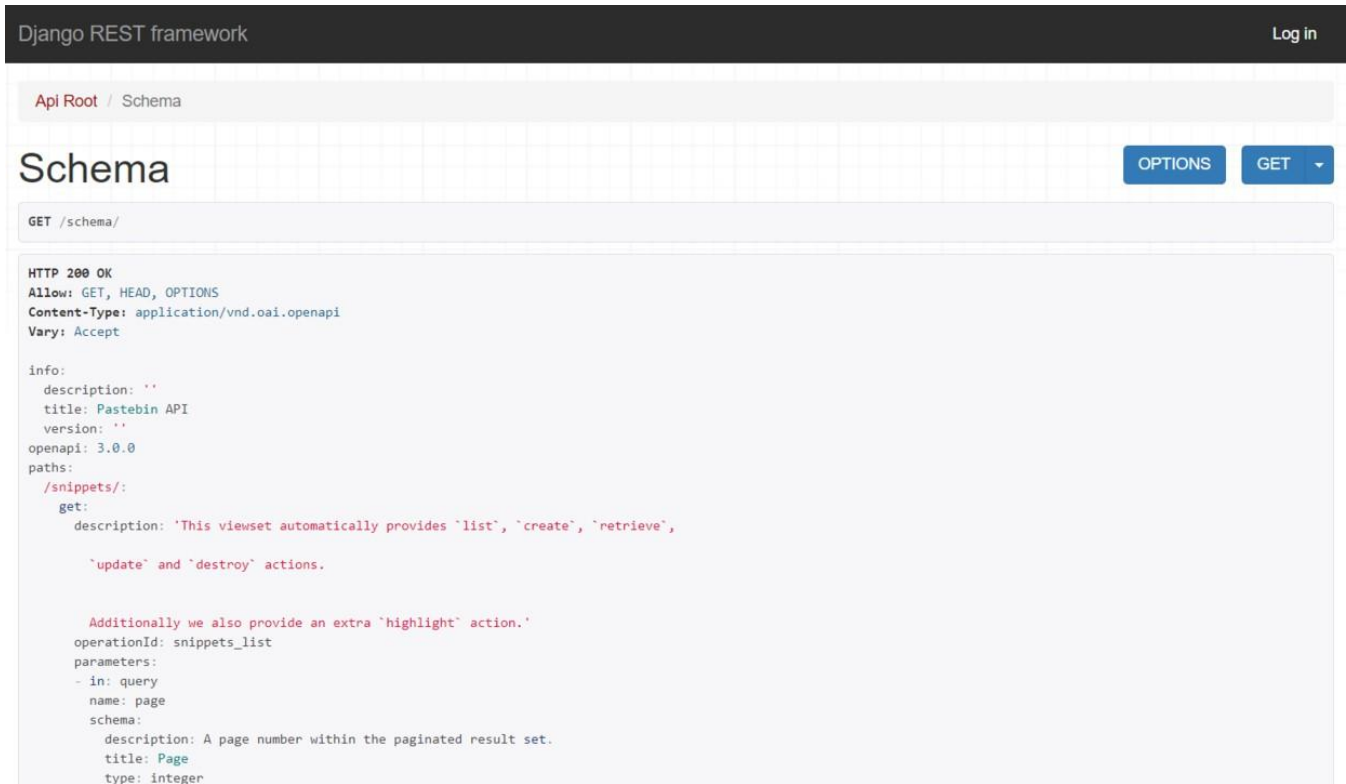 Django REST framework
Log in
Api Root / Schema
Schema
OPTIONS
GET
GET /schema/
HTTP 200 OK
Allow: GET, HEAD, OPTIONS
Content-Type: application/vnd.oai.openapi
Vary: Accept
info:
  description: ''
  title: Pastebin API
  version: ''
openapi: 3.0.0
paths:
  /snippets/:
    get:
      description: 'This viewset automatically provides `list`, `create`, `retrieve`,
        `update` and `destroy` actions.
        Additionally we also provide an extra `highlight` action.'
      operationId: snippets_list
      parameters:
      - in: query
        name: page
        schema:
          description: A page number within the paginated result set.
          title: Page
          type: integer